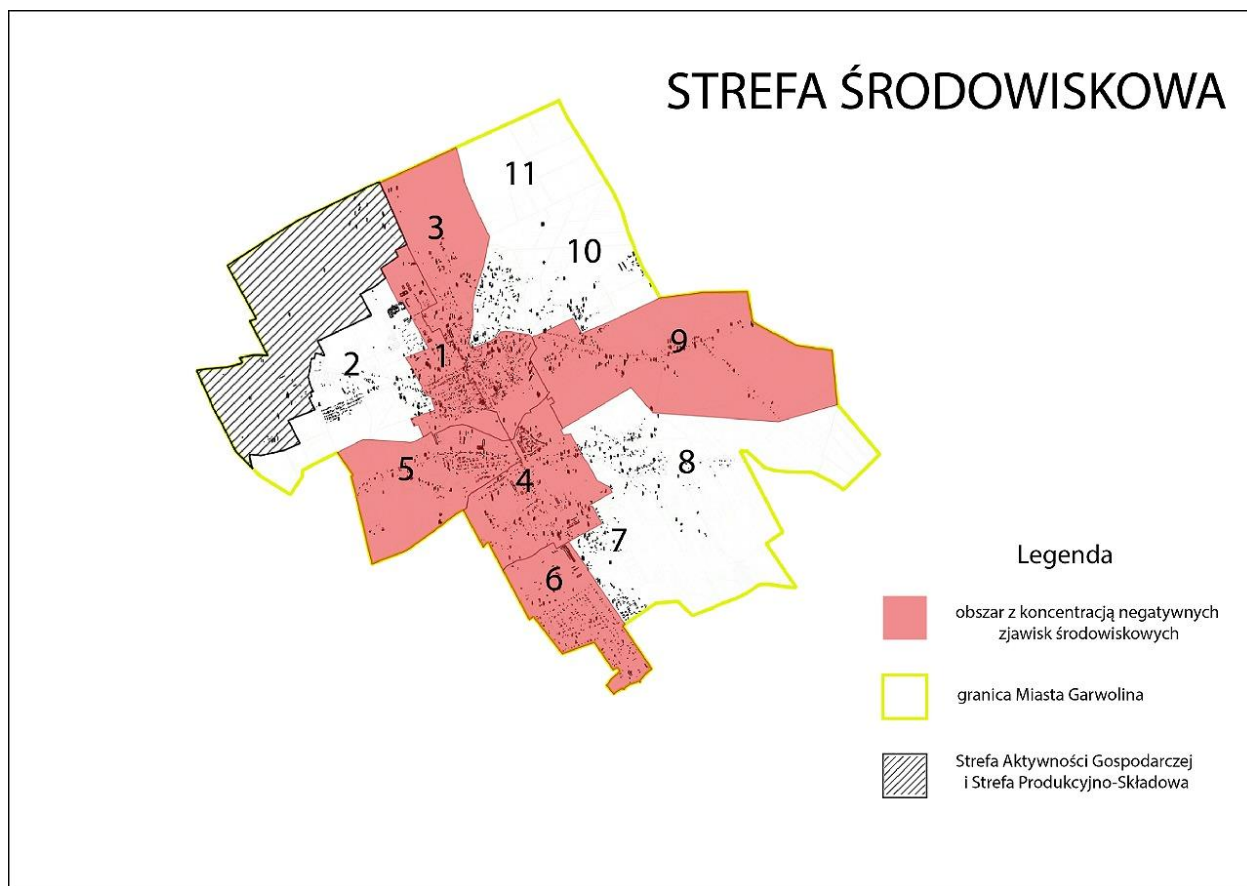 STREFA ŚRODOWISKOWA
11
3
10
9
1
2
8
5
4
7
6
Legenda
obszar z koncentracją negatywnych
zjawisk środowiskowych
granica Miasta Garwolina
Strefa Aktywności Gospodarczej
i Strefa Produkcyjno-Składowa